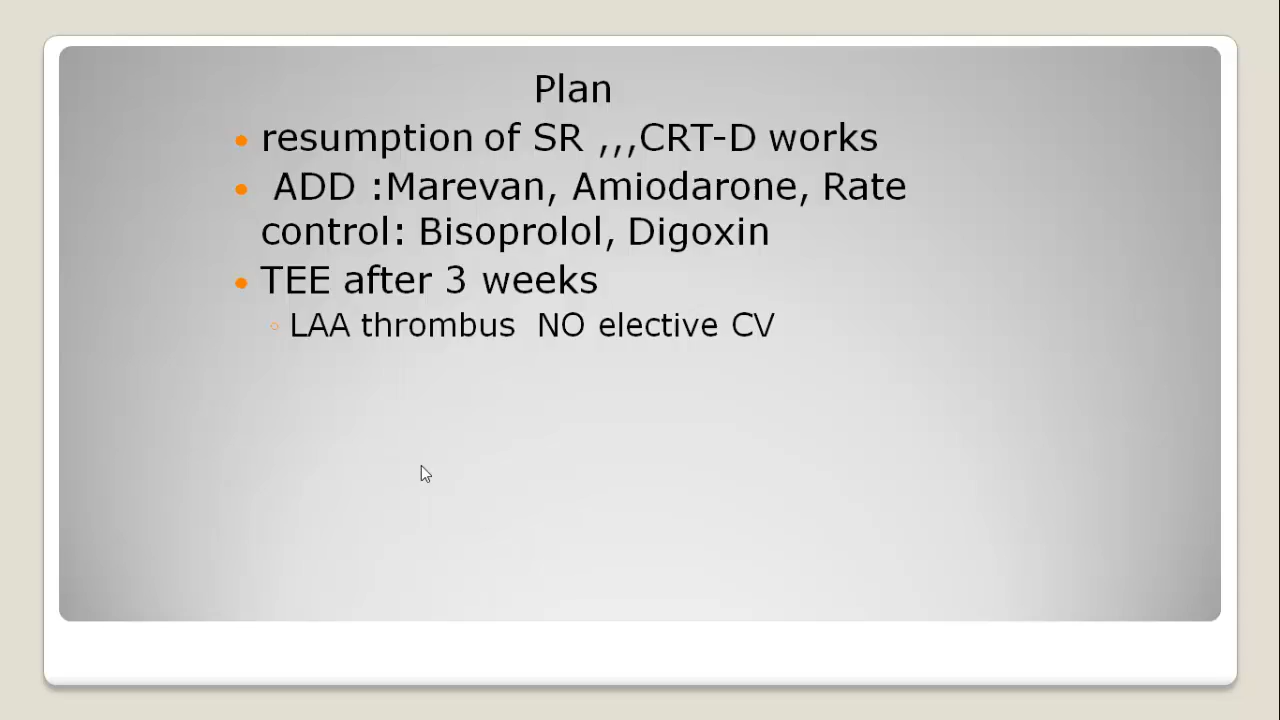 Plan
resumption of SR ,,,CRT-D works
ADD :Marevan, Amiodarone, Rate
control: Bisoprolol, Digoxin
TEE after 3 weeks
LAA thrombus NO elective CV